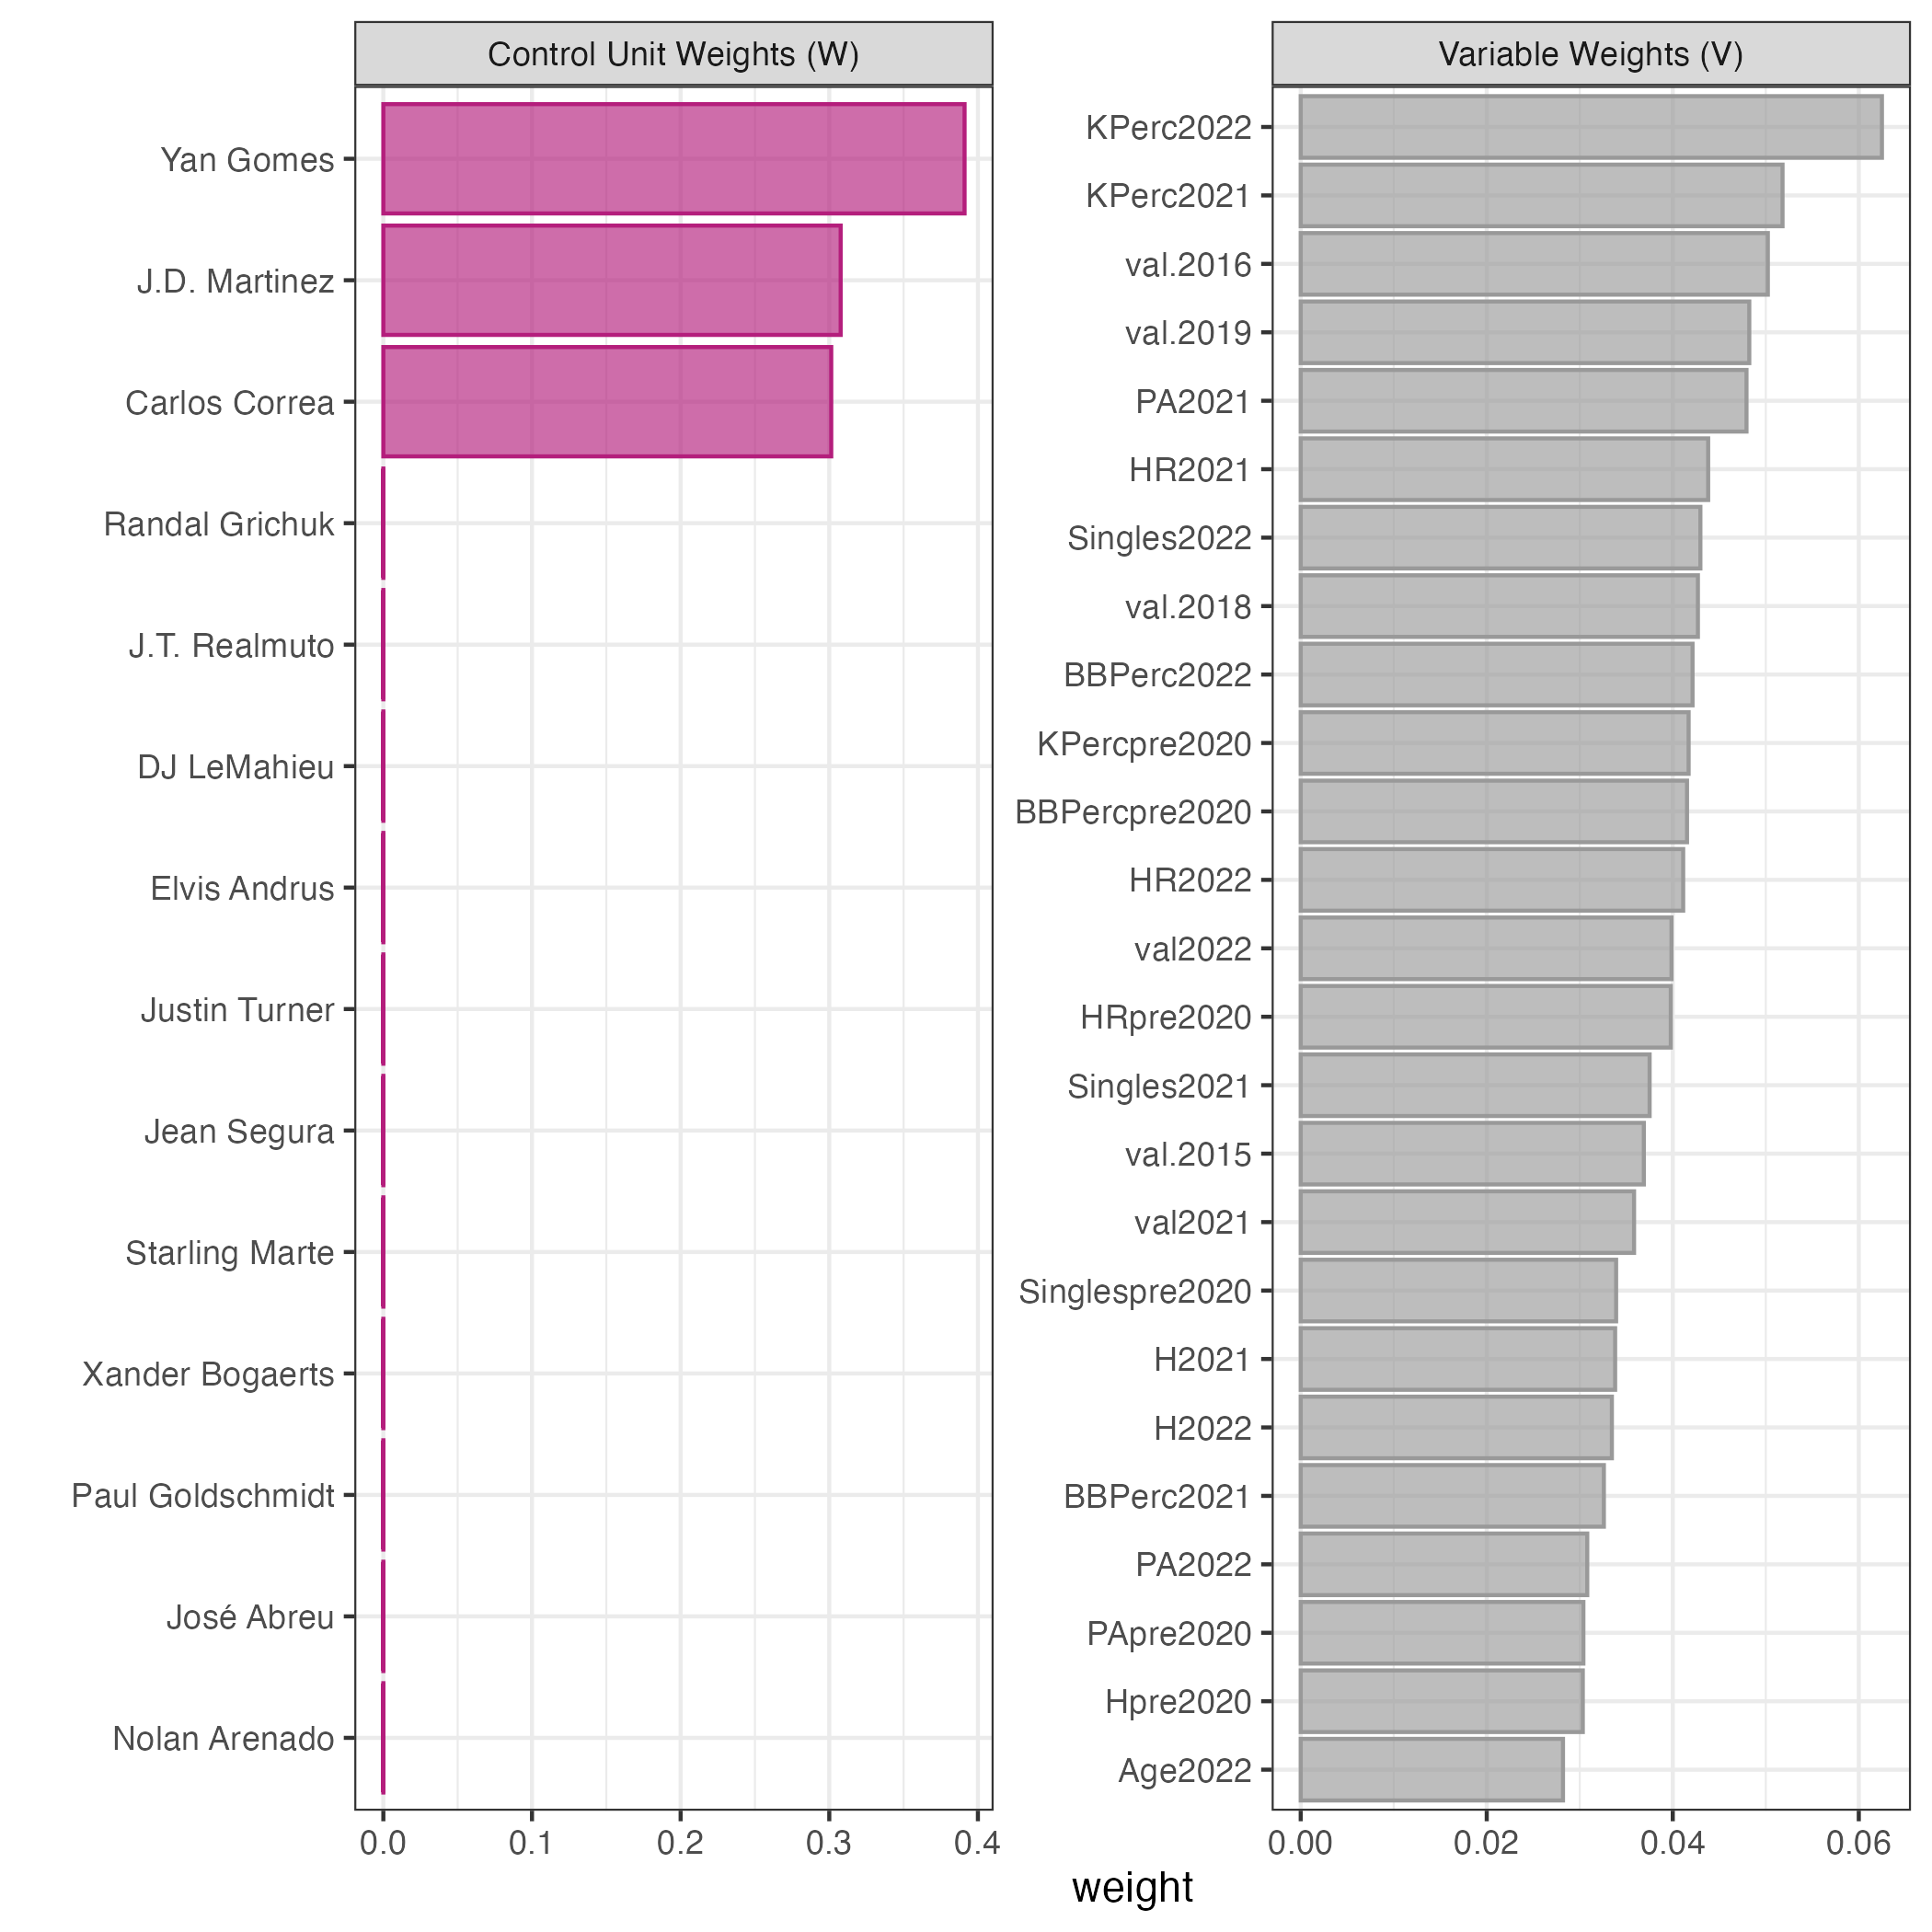 Control Unit Weights (W)
Yan Gomes
J.D. Martinez
Carlos Correa
Randal Grichuk
J.T. Realmuto
DJ LeMahieu
Elvis Andrus
Justin Turner
Jean Segura
Starling Marte
Xander Bogaerts
Paul Goldschmidt
José Abreu
Nolan Arenado
0.0 0.1 0.2 0.3 0.4
Variable Weights (V)
KPerc2022
KPerc2021
val.2016
val.2019
PA2021
HR2021
Singles2022
val.2018
BBPerc2022
KPercpre2020
BBPercpre2020
HR2022
val2022
HRpre2020
Singles2021
val.2015
val2021
Singlespre2020
H2021
H2022
BBPerc2021
PA2022
PApre2020
Hpre2020
Age2022
0.00 0.02 0.04 0.06
weight